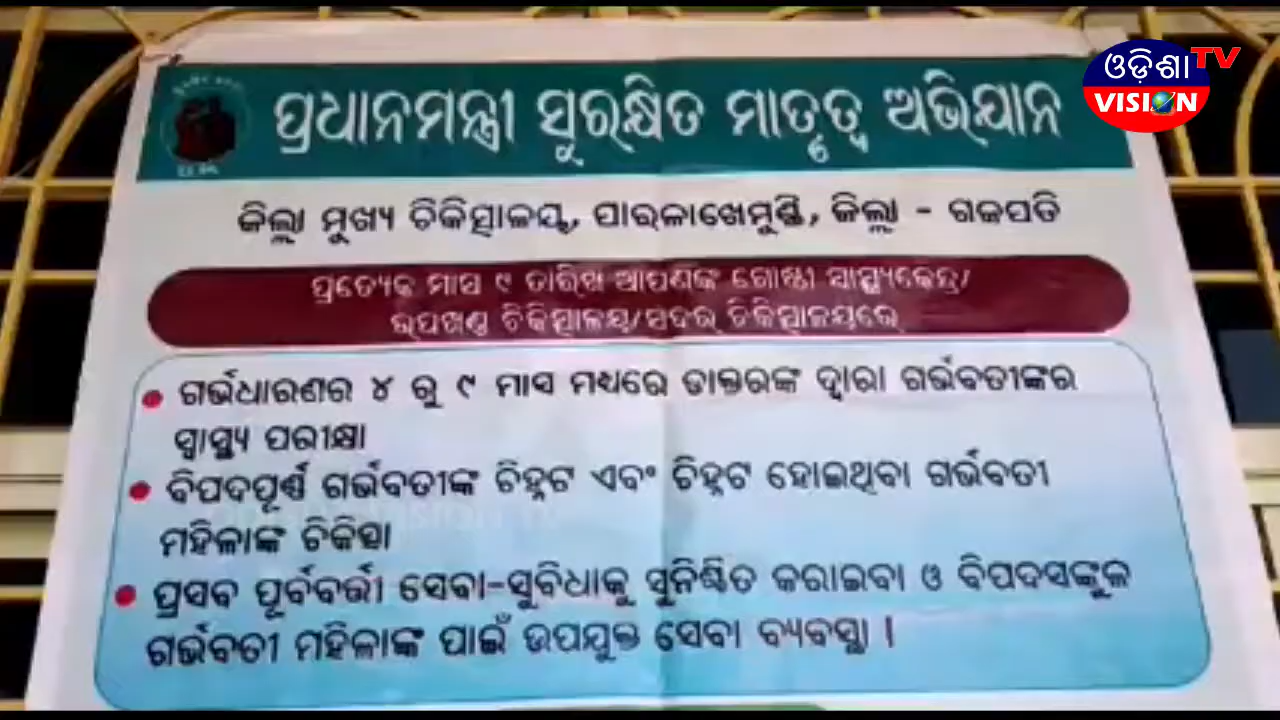 ଓଡ଼ିଶା TV
VISION
ପ୍ରଧାନମନ୍ତ୍ରୀ ସୁରକ୍ଷିତ ମାତୃତ୍ୱ ଅଭିଯାନ
ଜିଲ୍ଲା ମୁଖ୍ୟ ଚିକିତ୍ସାଳୟ, ପାରଳାଖେମୁଣ୍ଡି, ଜିଲ୍ଲା - ଗଜପତି
ପ୍ରତ୍ୟେକ ମାସ ୯ ତାରିଖ ଆପଣଙ୍କ ଗୋଷ୍ଠୀ ସ୍ୱାସ୍ଥ୍ୟକେନ୍ଦ୍ର/
ଉପଖଣ୍ଡ ଚିକିତ୍ସାଳୟ/ସଦର ଚିକିତ୍ସାଳୟରେ
ଗର୍ଭଧାରଣର ୪ ରୁ ୯ ମାସ ମଧ୍ୟରେ ଡାକ୍ତରଙ୍କ ଦ୍ୱାରା ଗର୍ଭବତୀଙ୍କର
ସ୍ୱାସ୍ଥ୍ୟ ପରୀକ୍ଷା
ବିପଦପୂର୍ଣ୍ଣ ଗର୍ଭବତୀଙ୍କ ଚିହ୍ନଟ ଏବଂ ଚିହ୍ନଟ ହୋଇଥିବା ଗର୍ଭବତୀ
ମହିଳାଙ୍କ ଚିକିତ୍ସା
ପ୍ରସବ ପୂର୍ବବର୍ତ୍ତୀ ସେବା-ସୁବିଧାକୁ ସୁନିଶ୍ଚିତ କରାଇବା ଓ ବିପଦସଙ୍କୁଳ
ଗର୍ଭବତୀ ମହିଳାଙ୍କ ପାଇଁ ଉପଯୁକ୍ତ ସେବା ବ୍ୟବସ୍ଥା ।